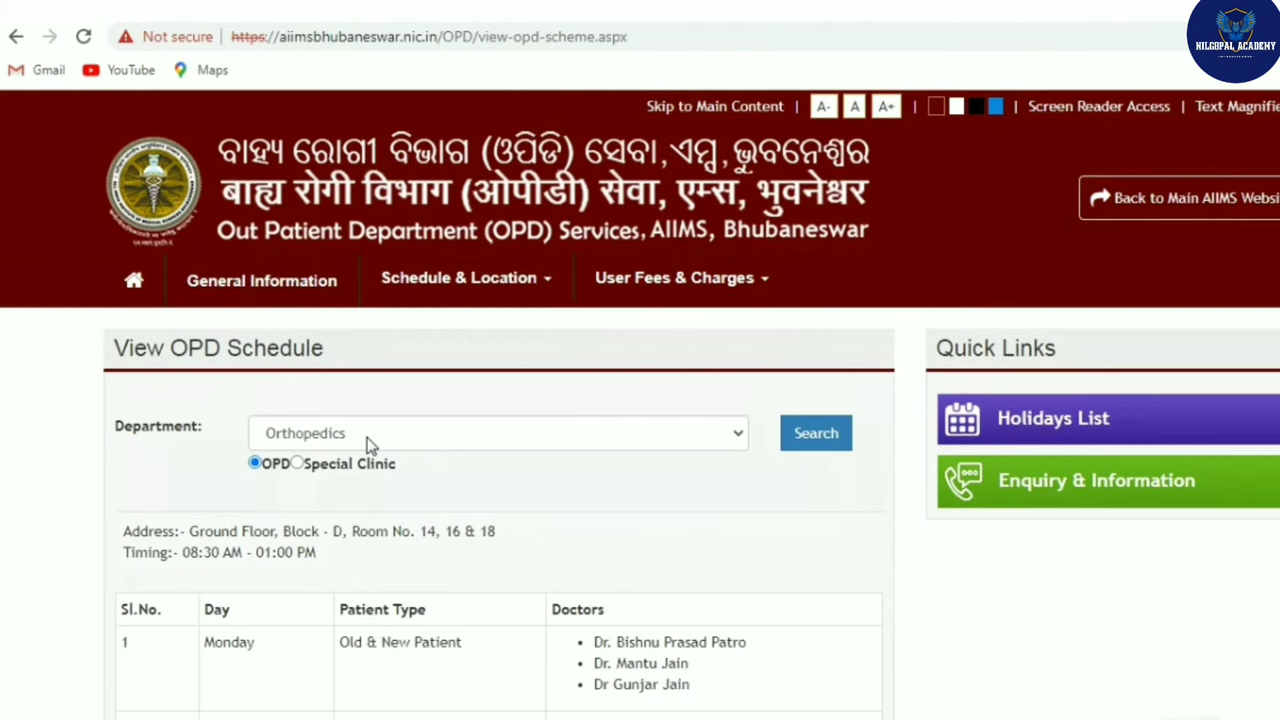 Not secure | https://aiimsbhubaneswar.nic.in/OPD/view-opd-scheme.aspx
NILGOPAL_ACADEMY
Gmail YouTube Maps
Skip to Main Content | A- A A+ | | Screen Reader Access | Text Magnifie
ବାହ୍ୟ ରୋଗୀ ବିଭାଗ (ଓପିଡି) ସେବା,ଏମ୍ସ,ଭୁବନେଶ୍ୱର
बाह्य रोगी विभाग (ओपीडी) सेवा, एम्स, भुवनेश्वर
Out Patient Department (OPD) Services, AIIMS, Bhubaneswar
Back to Main AIIMS Websi
General Information Schedule & Location User Fees & Charges
View OPD Schedule
Department: Orthopedics Search
OPD Special Clinic
Address:- Ground Floor, Block - D, Room No. 14, 16 & 18
Timing:- 08:30 AM - 01:00 PM
Sl.No. Day Patient Type Doctors
1 Monday Old & New Patient • Dr. Bishnu Prasad Patro
• Dr. Mantu Jain
• Dr Gunjar Jain
Quick Links
Holidays List
Enquiry & Information